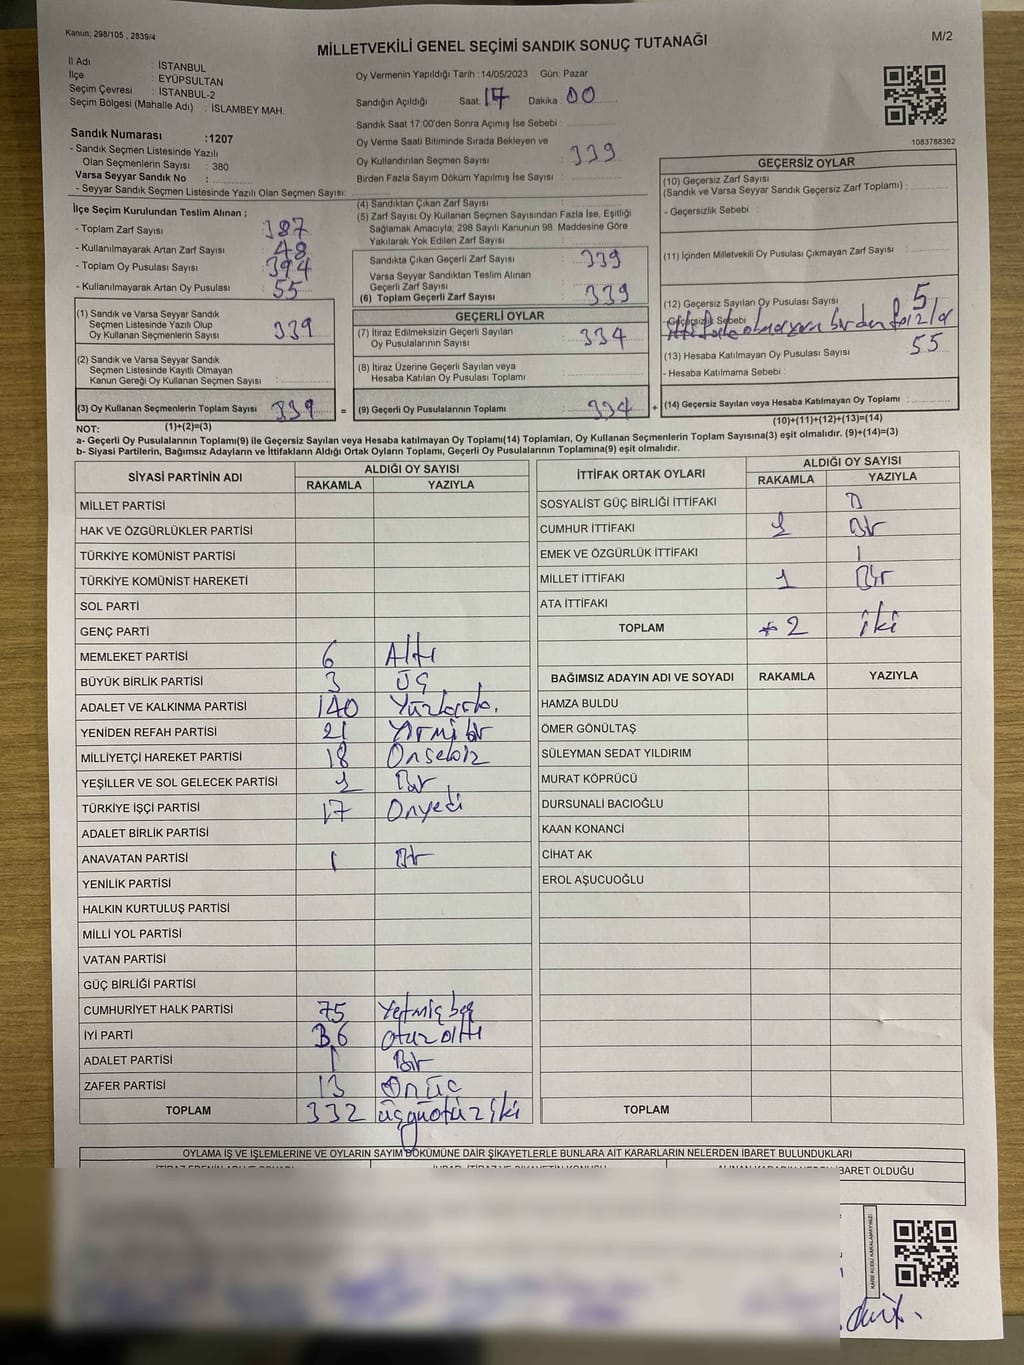 Kanun; 298/105 , 2839/4
MİLLETVEKİLİ GENEL SEÇİMİ SANDIK SONUÇ TUTANAĞI
M/2
İl Adı : İSTANBUL
İlçe : EYÜPSULTAN
Seçim Çevresi : İSTANBUL-2
Seçim Bölgesi (Mahalle Adı) : İSLAMBEY MAH.
Sandık Numarası :1207
- Sandık Seçmen Listesinde Yazılı
Olan Seçmenlerin Sayısı : 380
Varsa Seyyar Sandık No :
- Seyyar Sandık Seçmen Listesinde Yazılı Olan Seçmen Sayısı:
Oy Vermenin Yapıldığı Tarih :14/05/2023 Gün: Pazar
Sandığın Açıldığı Saat: 17 Dakika: 00
Sandık Saat 17:00'den Sonra Açımış İse Sebebi :
Oy Verme Saati Bitiminde Sırada Bekleyen ve
Oy Kullandırılan Seçmen Sayısı : 339
Birden Fazla Sayım Döküm Yapılmış İse Sayısı :
1083788362
İlçe Seçim Kurulundan Teslim Alınan ;
- Toplam Zarf Sayısı : 387
- Kullanılmayarak Artan Zarf Sayısı : 48
- Toplam Oy Pusulası Sayısı : 394
- Kullanılmayarak Artan Oy Pusulası : 55
(1) Sandık ve Varsa Seyyar Sandık
Seçmen Listesinde Yazılı Olup
Oy Kullanan Seçmenlerin Sayısı : 339
(2) Sandık ve Varsa Seyyar Sandık
Seçmen Listesinde Kayıtlı Olmayan
Kanun Gereği Oy Kullanan Seçmen Sayısı :
(3) Oy Kullanan Seçmenlerin Toplam Sayısı : 339 =
(4) Sandıktan Çıkan Zarf Sayısı :
(5) Zarf Sayısı Oy Kullanan Seçmen Sayısından Fazla İse, Eşitliği
Sağlamak Amacıyla; 298 Sayılı Kanunun 98. Maddesine Göre
Yakılarak Yok Edilen Zarf Sayısı :
Sandıkta Çıkan Geçerli Zarf Sayısı : 339
Varsa Seyyar Sandıktan Teslim Alınan
Geçerli Zarf Sayısı :
(6) Toplam Geçerli Zarf Sayısı : 339
GEÇERLİ OYLAR
(7) İtiraz Edilmeksizin Geçerli Sayılan
Oy Pusulalarının Sayısı : 334
(8) İtiraz Üzerine Geçerli Sayılan veya
Hesaba Katılan Oy Pusulası Toplamı :
(9) Geçerli Oy Pusulalarının Toplamı : 334 +
GEÇERSİZ OYLAR
(10) Geçersiz Zarf Sayısı
(Sandık ve Varsa Seyyar Sandık Geçersiz Zarf Toplamı) :
- Geçersizlik Sebebi :
(11) İçinden Milletvekili Oy Pusulası Çıkmayan Zarf Sayısı :
(12) Geçersiz Sayılan Oy Pusulası Sayısı : 5
Sebebi birden fazla
(13) Hesaba Katılmayan Oy Pusulası Sayısı : 55
- Hesaba Katılmama Sebebi :
(14) Geçersiz Sayılan veya Hesaba Katılmayan Oy Toplamı :
NOT: (1)+(2)=(3) (10)+(11)+(12)+(13)=(14)
a- Geçerli Oy Pusulalarının Toplamı(9) ile Geçersiz Sayılan veya Hesaba katılmayan Oy Toplamı(14) Toplamları, Oy Kullanan Seçmenlerin Toplam Sayısına(3) eşit olmalıdır. (9)+(14)=(3)
b- Siyasi Partilerin, Bağımsız Adayların ve İttifakların Aldığı Ortak Oyların Toplamı, Geçerli Oy Pusulalarının Toplamına(9) eşit olmalıdır.
SİYASİ PARTİNİN ADI ALDIĞI OY SAYISI
RAKAMLA YAZIYLA
MİLLET PARTİSİ
HAK VE ÖZGÜRLÜKLER PARTİSİ
TÜRKİYE KOMÜNİST PARTİSİ
TÜRKİYE KOMÜNİST HAREKETİ
SOL PARTİ
GENÇ PARTİ
MEMLEKET PARTİSİ 6 Altı
BÜYÜK BİRLİK PARTİSİ 3 ÜÇ
ADALET VE KALKINMA PARTİSİ 140 Yüzkırk.
YENİDEN REFAH PARTİSİ 21 Yirmibir
MİLLİYETÇİ HAREKET PARTİSİ 18 Onsekiz
YEŞİLLER VE SOL GELECEK PARTİSİ 1 Bir
TÜRKİYE İŞÇİ PARTİSİ 17 Onyedi
ADALET BİRLİK PARTİSİ
ANAVATAN PARTİSİ 1 Bir
YENİLİK PARTİSİ
HALKIN KURTULUŞ PARTİSİ
MİLLİ YOL PARTİSİ
VATAN PARTİSİ
GÜÇ BİRLİĞİ PARTİSİ
CUMHURİYET HALK PARTİSİ 75 Yetmiş beş
İYİ PARTİ 36 otuz altı
ADALET PARTİSİ 1 Bir
ZAFER PARTİSİ 13 Onüç
TOPLAM 332 üçyüotuziki
İTTİFAK ORTAK OYLARI ALDIĞI OY SAYISI
RAKAMLA YAZIYLA
SOSYALİST GÜÇ BİRLİĞİ İTTİFAKI
CUMHUR İTTİFAKI 1 Bir
EMEK VE ÖZGÜRLÜK İTTİFAKI
MİLLET İTTİFAKI 1 Bir
ATA İTTİFAKI
TOPLAM 2 iki
BAĞIMSIZ ADAYIN ADI VE SOYADI RAKAMLA YAZIYLA
HAMZA BULDU
ÖMER GÖNÜLTAŞ
SÜLEYMAN SEDAT YILDIRIM
MURAT KÖPRÜCÜ
DURSUNALİ BACIOĞLU
KAAN KONANCİ
CİHAT AK
EROL AŞUCUOĞLU
TOPLAM
OYLAMA İŞ VE İŞLEMLERİNE VE OYLARIN SAYIM DÖKÜMÜNE DAİR ŞİKAYETLERLE BUNLARA AİT KARARLARIN NELERDEN İBARET BULUNDUKLARI
İBARET OLDUĞU
KARE KODU KARALAMAYINIZ!